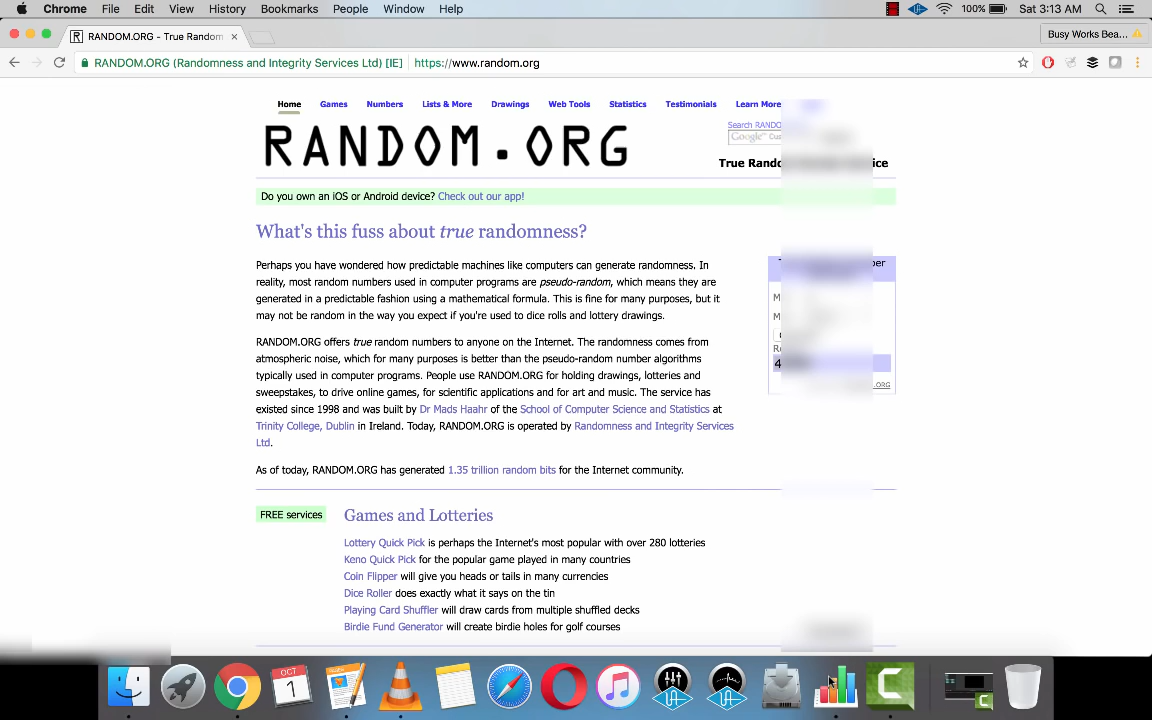 Chrome File Edit View History Bookmarks People Window Help 100% Sat 3:13 AM
RANDOM.ORG - True Random
Busy Works Bea...
RANDOM.ORG (Randomness and Integrity Services Ltd) [IE] https://www.random.org
Home Games Numbers Lists & More Drawings Web Tools Statistics Testimonials Learn More
Search RANDO
Google™ Cus
RANDOM.ORG
True Rand
Do you own an iOS or Android device? Check out our app!
What's this fuss about true randomness?
Perhaps you have wondered how predictable machines like computers can generate randomness. In
reality, most random numbers used in computer programs are pseudo-random, which means they are
generated in a predictable fashion using a mathematical formula. This is fine for many purposes, but it
may not be random in the way you expect if you're used to dice rolls and lottery drawings.
RANDOM.ORG offers true random numbers to anyone on the Internet. The randomness comes from
atmospheric noise, which for many purposes is better than the pseudo-random number algorithms
typically used in computer programs. People use RANDOM.ORG for holding drawings, lotteries and
sweepstakes, to drive online games, for scientific applications and for art and music. The service has
existed since 1998 and was built by Dr Mads Haahr of the School of Computer Science and Statistics at
Trinity College, Dublin in Ireland. Today, RANDOM.ORG is operated by Randomness and Integrity Services
Ltd.
As of today, RANDOM.ORG has generated 1.35 trillion random bits for the Internet community.
FREE services
Games and Lotteries
Lottery Quick Pick is perhaps the Internet's most popular with over 280 lotteries
Keno Quick Pick for the popular game played in many countries
Coin Flipper will give you heads or tails in many currencies
Dice Roller does exactly what it says on the tin
Playing Card Shuffler will draw cards from multiple shuffled decks
Birdie Fund Generator will create birdie holes for golf courses
OCT
1